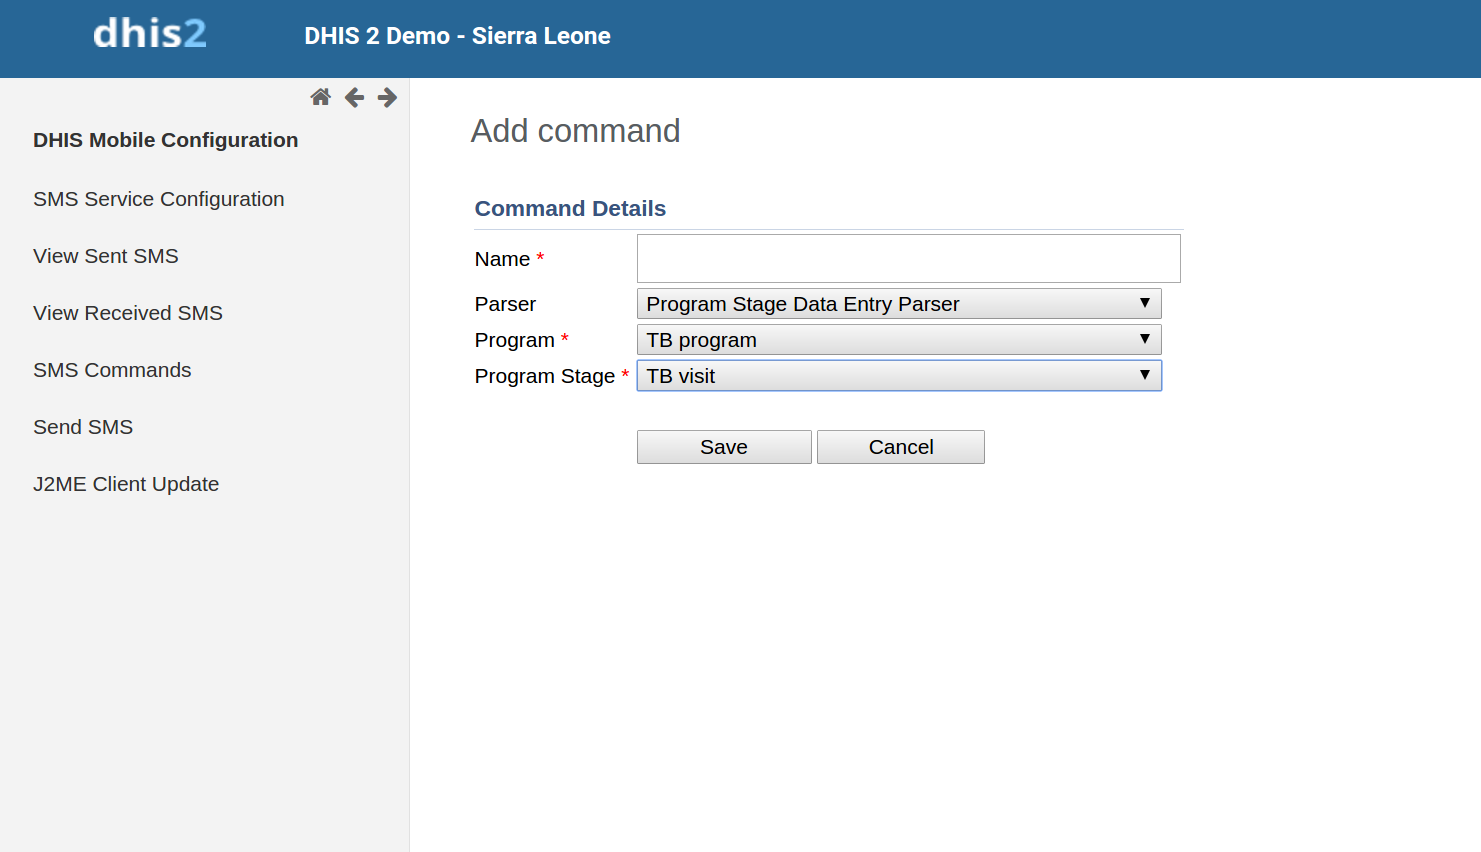 dhis2
DHIS 2 Demo - Sierra Leone
DHIS Mobile Configuration
SMS Service Configuration
View Sent SMS
View Received SMS
SMS Commands
Send SMS
J2ME Client Update
Add command
Command Details
Name *
Parser Program Stage Data Entry Parser
Program * TB program
Program Stage * TB visit
Save Cancel